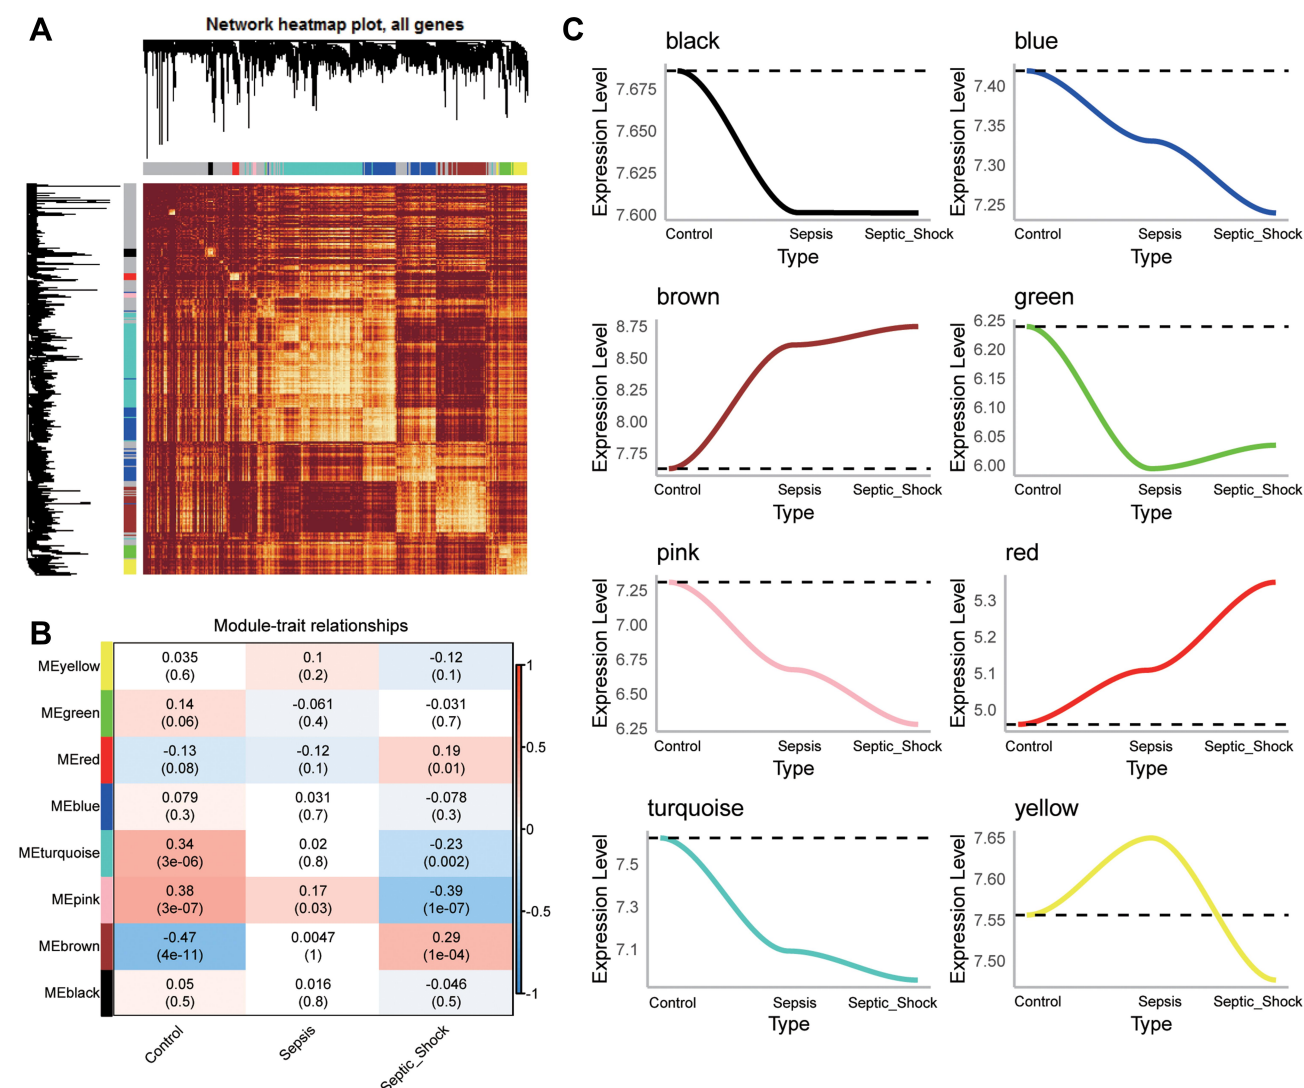 A
Network heatmap plot, all genes
B
Module-trait relationships
MEyellow
0.035
(0.6)
0.1
(0.2)
-0.12
(0.1)
MEgreen
0.14
(0.06)
-0.061
(0.4)
-0.031
(0.7)
MEred
-0.13
(0.08)
-0.12
(0.1)
0.19
(0.01)
MEblue
0.079
(0.3)
0.031
(0.7)
-0.078
(0.3)
MEturquoise
0.34
(3e-06)
0.02
(0.8)
-0.23
(0.002)
MEpink
0.38
(3e-07)
0.17
(0.03)
-0.39
(1e-07)
MEbrown
-0.47
(4e-11)
0.0047
(1)
0.29
(1e-04)
MEblack
0.05
(0.5)
0.016
(0.8)
-0.046
(0.5)
Control
Sepsis
Septic_Shock
1
0.5
0
-0.5
-1
C
black
Expression Level
7.675
7.650
7.625
7.600
Control Sepsis Septic_Shock
Type
blue
Expression Level
7.40
7.35
7.30
7.25
Control Sepsis Septic_Shock
Type
brown
Expression Level
8.75
8.50
8.25
8.00
7.75
Control Sepsis Septic_Shock
Type
green
Expression Level
6.25
6.20
6.15
6.10
6.05
6.00
Control Sepsis Septic_Shock
Type
pink
Expression Level
7.25
7.00
6.75
6.50
6.25
Control Sepsis Septic_Shock
Type
red
Expression Level
5.3
5.2
5.1
5.0
Control Sepsis Septic_Shock
Type
turquoise
Expression Level
7.5
7.3
7.1
Control Sepsis Septic_Shock
Type
yellow
Expression Level
7.65
7.60
7.55
7.50
Control Sepsis Septic_Shock
Type